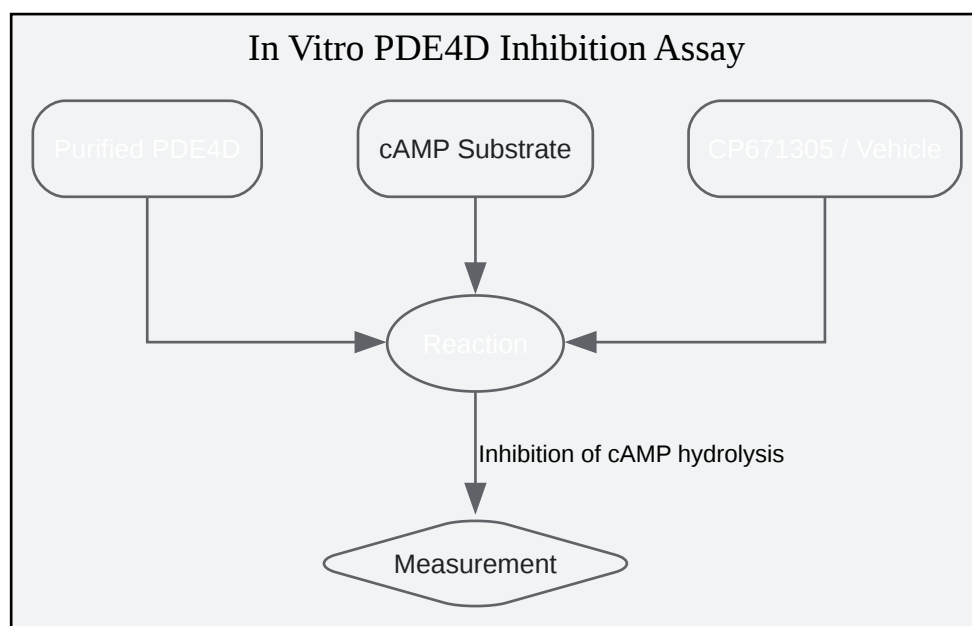 In Vitro PDE4D Inhibition Assay
Purified PDE4D
cAMP Substrate
CP671305 / Vehicle
Reaction
Inhibition of cAMP hydrolysis
Measurement